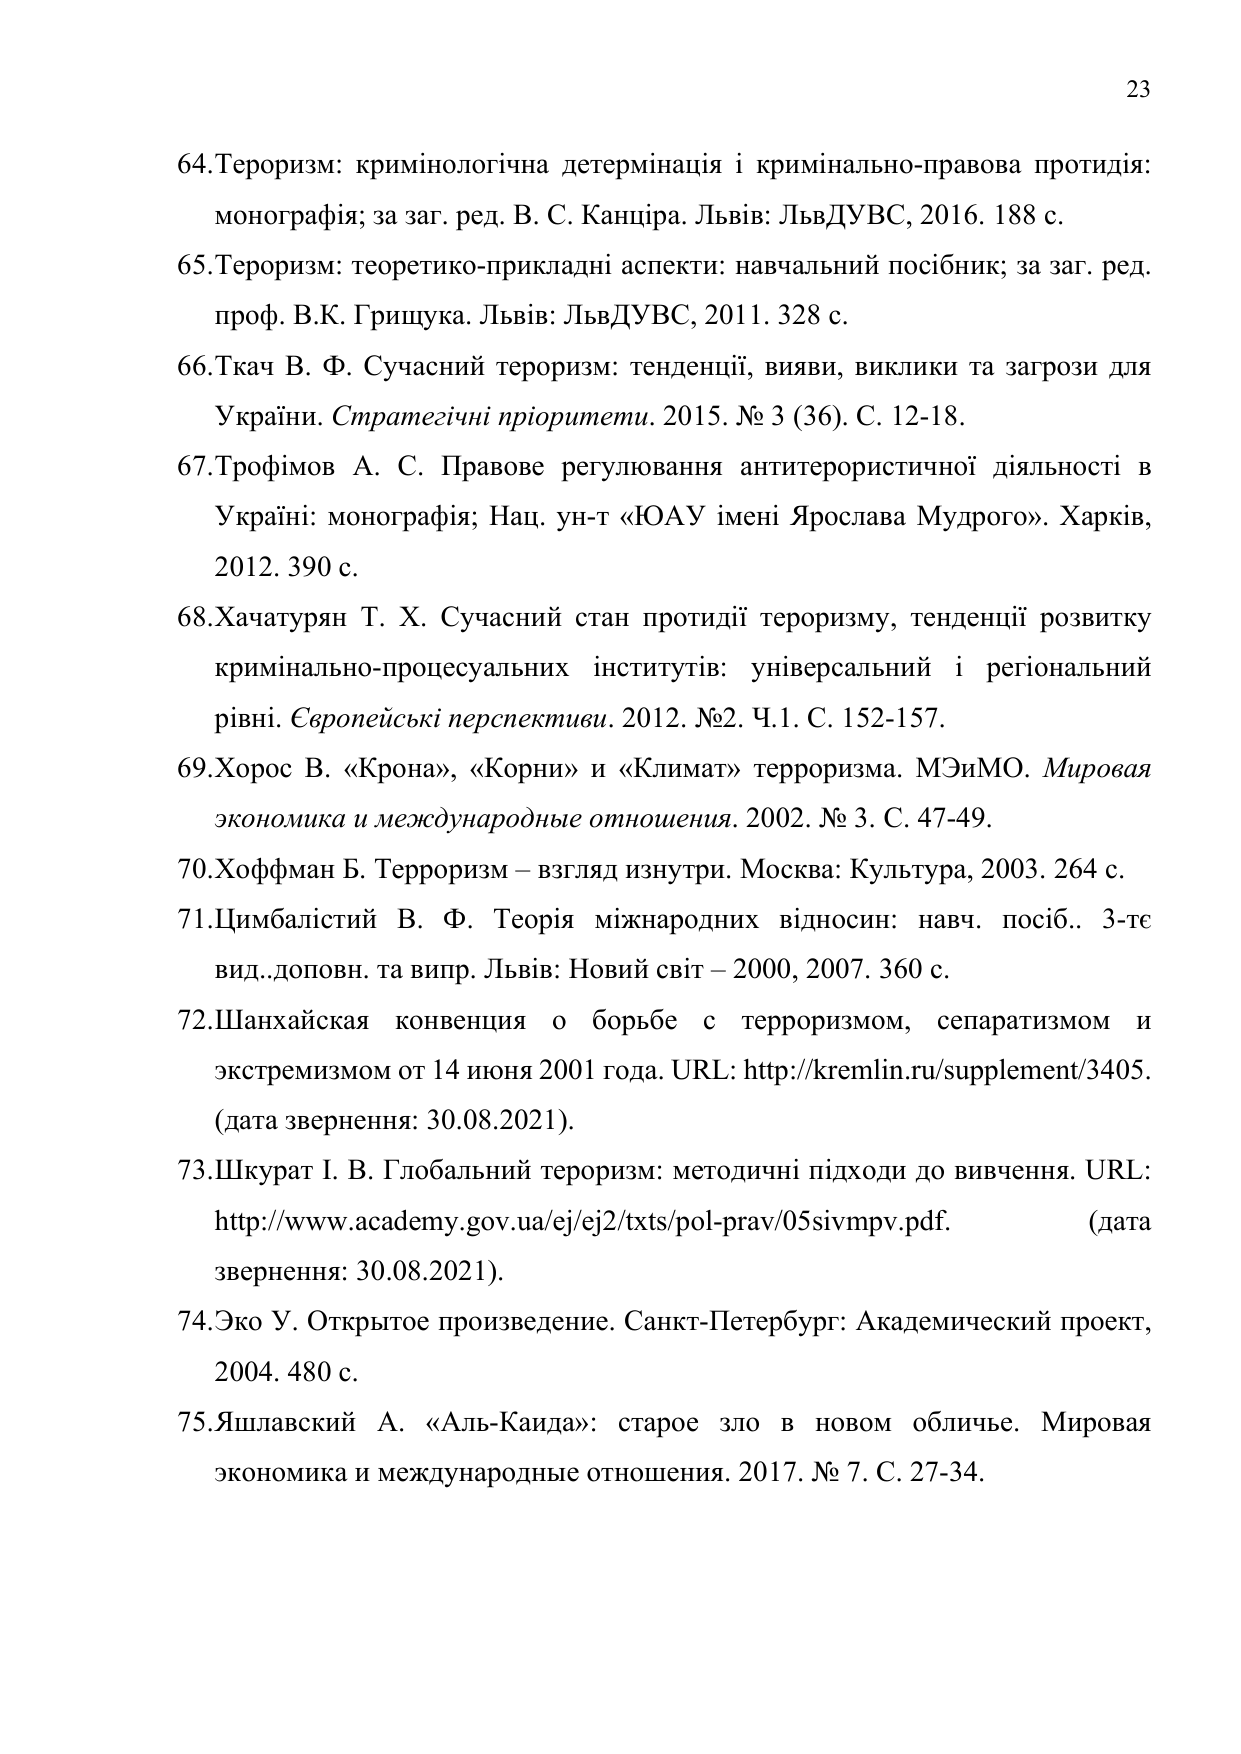 23
64.Тероризм: кримінологічна детермінація і кримінально-правова протидія:
монографія; за заг. ред. В. С. Канціра. Львів: ЛьвДУВС, 2016. 188 с.
65.Тероризм: теоретико-прикладні аспекти: навчальний посібник; за заг. ред.
проф. В.К. Грищука. Львів: ЛьвДУВС, 2011. 328 с.
66.Ткач В. Ф. Сучасний тероризм: тенденції, вияви, виклики та загрози для
України. Стратегічні пріоритети. 2015. № 3 (36). С. 12-18.
67.Трофімов А. С. Правове регулювання антитерористичної діяльності в
Україні: монографія; Нац. ун-т «ЮАУ імені Ярослава Мудрого». Харків,
2012. 390 с.
68.Хачатурян Т. Х. Сучасний стан протидії тероризму, тенденції розвитку
кримінально-процесуальних інститутів: універсальний і регіональний
рівні. Європейські перспективи. 2012. №2. Ч.1. С. 152-157.
69.Хорос В. «Крона», «Корни» и «Климат» терроризма. МЭиМО. Мировая
экономика и международные отношения. 2002. № 3. С. 47-49.
70.Хоффман Б. Терроризм – взгляд изнутри. Москва: Культура, 2003. 264 с.
71.Цимбалістий В. Ф. Теорія міжнародних відносин: навч. посіб.. 3-тє
вид..доповн. та випр. Львів: Новий світ – 2000, 2007. 360 с.
72.Шанхайская конвенция о борьбе с терроризмом, сепаратизмом и
экстремизмом от 14 июня 2001 года. URL: http://kremlin.ru/supplement/3405.
(дата звернення: 30.08.2021).
73.Шкурат І. В. Глобальний тероризм: методичні підходи до вивчення. URL:
http://www.academy.gov.ua/ej/ej2/txts/pol-prav/05sivmpv.pdf. (дата
звернення: 30.08.2021).
74.Эко У. Открытое произведение. Санкт-Петербург: Академический проект,
2004. 480 с.
75.Яшлавский А. «Аль-Каида»: старое зло в новом обличье. Мировая
экономика и международные отношения. 2017. № 7. С. 27-34.